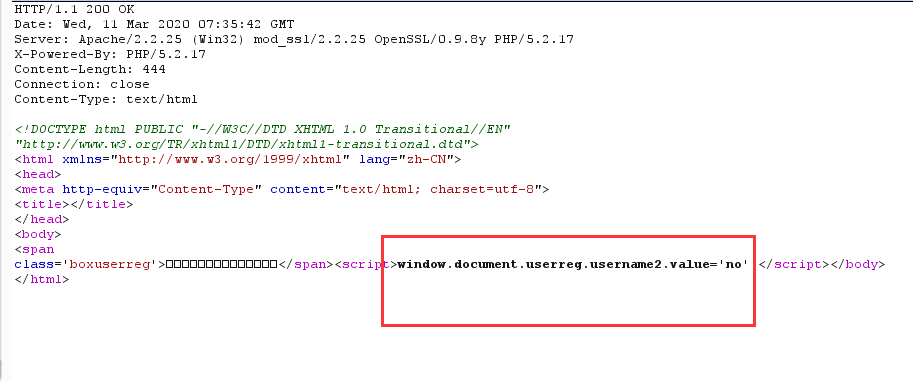 HTTP/1.1 200 OK
Date: Wed, 11 Mar 2020 07:35:42 GMT
Server: Apache/2.2.25 (Win32) mod_ssl/2.2.25 OpenSSL/0.9.8y PHP/5.2.17
X-Powered-By: PHP/5.2.17
Content-Length: 444
Connection: close
Content-Type: text/html
<!DOCTYPE html PUBLIC "-//W3C//DTD XHTML 1.0 Transitional//EN"
"http://www.w3.org/TR/xhtml1/DTD/xhtml1-transitional.dtd">
<html xmlns="http://www.w3.org/1999/xhtml" lang="zh-CN">
<head>
<meta http-equiv="Content-Type" content="text/html; charset=utf-8">
<title></title>
</head>
<body>
<span
class='boxuserreg'>□□□□□□□□□□□□□□</span><script>window.document.userreg.username2.value='no' </script></body>
</html>